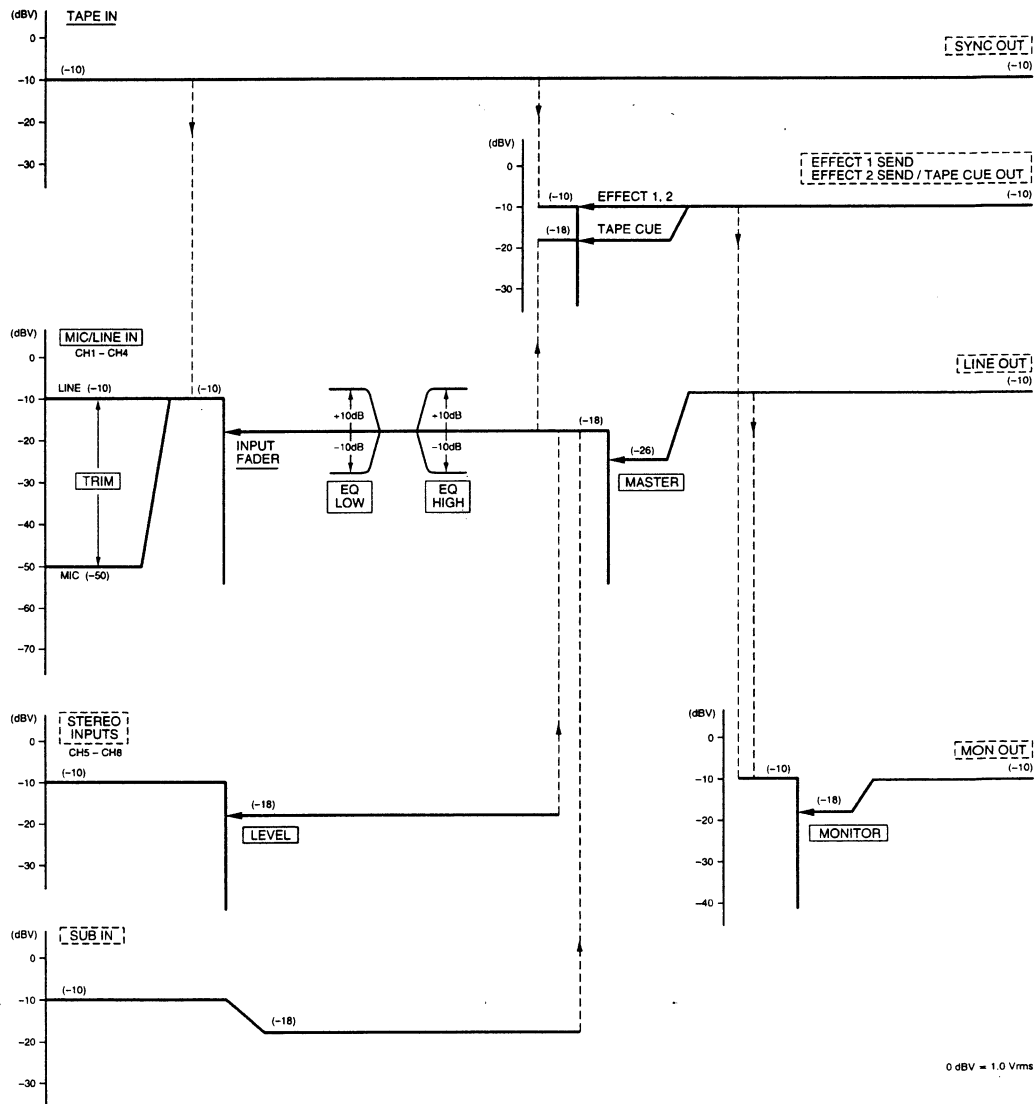 (dBV) TAPE IN
0
SYNC OUT
(-10) (-10)
-10
-20
-30
(dBV)
0
EFFECT 1 SEND
EFFECT 2 SEND / TAPE CUE OUT
(-10) EFFECT 1, 2 (-10)
-10
(-18) TAPE CUE
-20
-30
(dBV)
MIC/LINE IN
CH1 – CH4
0
LINE OUT
LINE (-10) (-10) (-10)
-10
+10dB +10dB
(-18)
-20
-10dB -10dB
INPUT
FADER
(-26)
TRIM
EQ
LOW
EQ
HIGH
MASTER
-30
-40
-50
MIC (-50)
-60
-70
(dBV)
STEREO
INPUTS
CH5 – CH8
0
(-10)
-10
(-18)
-20
LEVEL
-30
(dBV)
0
MON OUT
(-10) (-10)
-10
(-18)
-20
MONITOR
-30
-40
(dBV)
SUB IN
0
(-10)
-10
(-18)
-20
-30
0 dBV = 1.0 Vrms